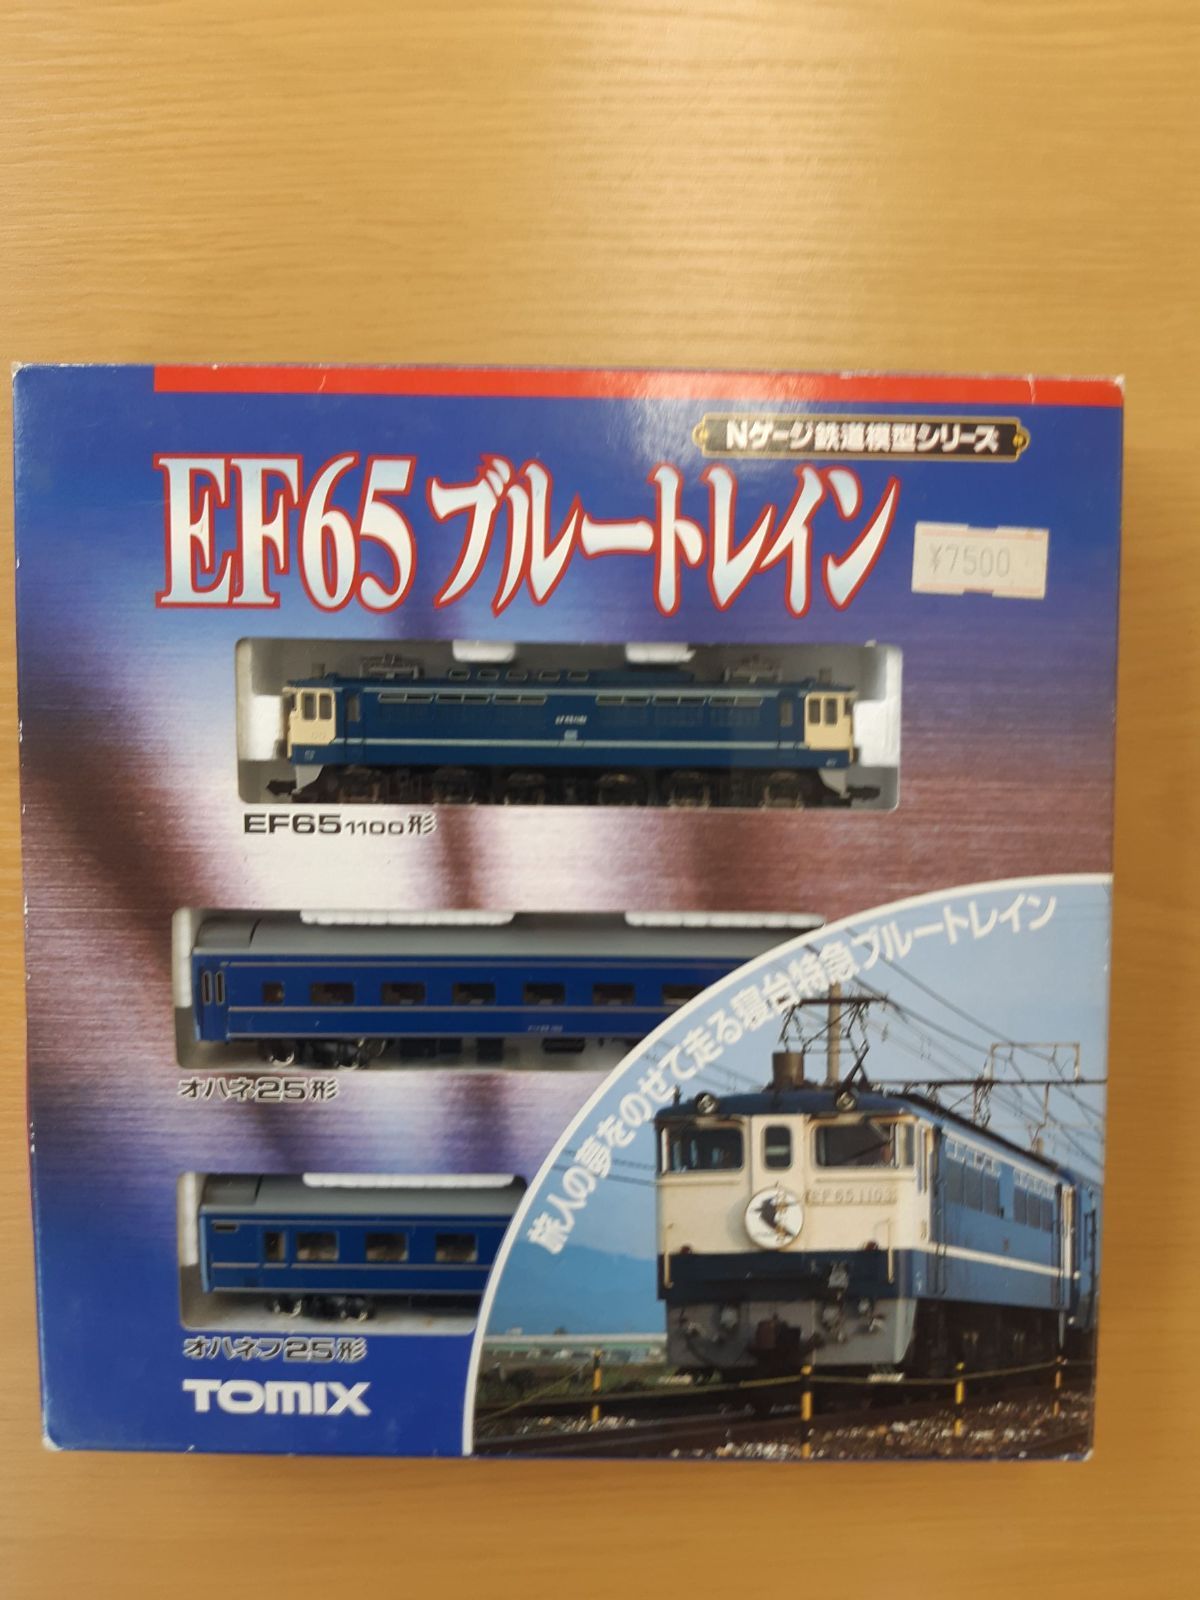 Nゲージ鉄道模型シリーズ
EF65 ブルートレイン
¥7500
EF65 1100形
旅人の夢をのせて走る寝台特急ブルートレイン
オハネ25形
EF65 1103
オハネフ25形
TOMIX